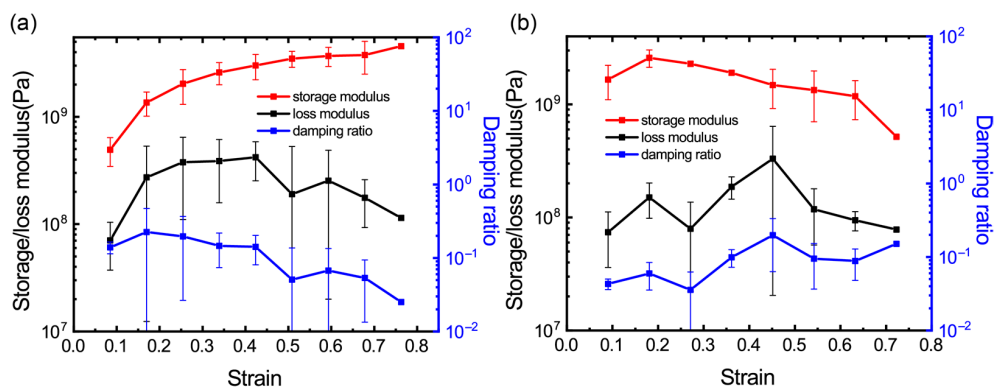 (a)
Storage/loss modulus(Pa)
10⁹
10⁸
10⁷
storage modulus
loss modulus
damping ratio
10²
10¹
10⁰
10⁻¹
10⁻²
Damping ratio
0.0 0.1 0.2 0.3 0.4 0.5 0.6 0.7 0.8
Strain
(b)
Storage/loss modulus(Pa)
10⁹
10⁸
10⁷
storage modulus
loss modulus
damping ratio
10²
10¹
10⁰
10⁻¹
10⁻²
Damping ratio
0.0 0.1 0.2 0.3 0.4 0.5 0.6 0.7 0.8
Strain